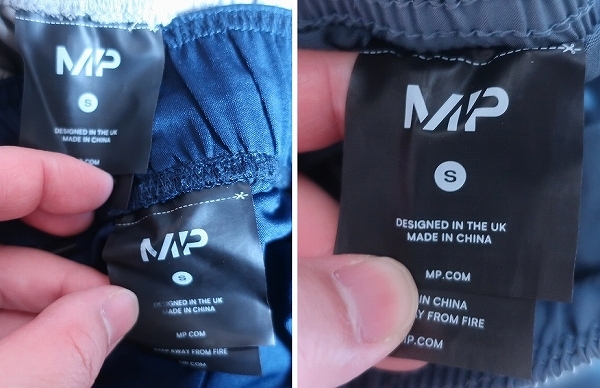 MP
S
DESIGNED IN THE UK
MADE IN CHINA
MP.COM
MP
S
DESIGNED IN THE UK
MADE IN CHINA
MP.COM
AWAY FROM FIRE
MP
S
DESIGNED IN THE UK
MADE IN CHINA
MP.COM
IN CHINA
AWAY FROM FIRE